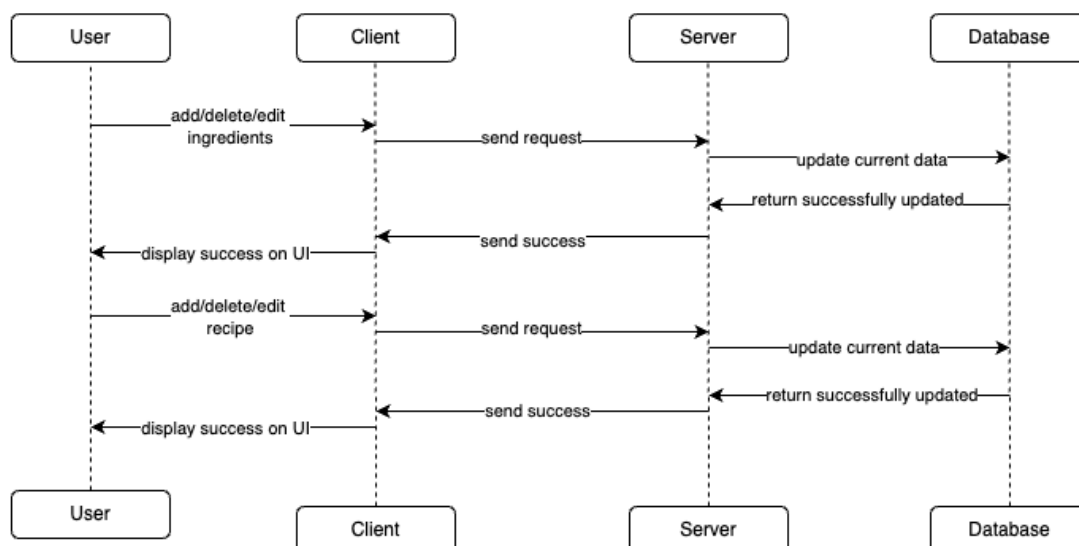 User
Client
Server
Database
add/delete/edit
ingredients
send request
update current data
return successfully updated
send success
display success on UI
add/delete/edit
recipe
send request
update current data
return successfully updated
send success
display success on UI
User
Client
Server
Database